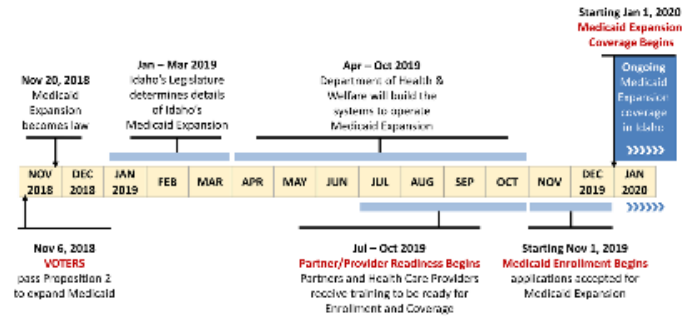 Starting Jan 1, 2020
Medicaid Expansion
Coverage Begins
Nov 20, 2018
Medicaid
Expansion
becomes law
Jan – Mar 2019
Idaho's Legislature
determines details
of Idaho's
Medicaid Expansion
Apr – Oct 2019
Department of Health &
Welfare will build the
systems to operate
Medicaid Expansion
Ongoing
Medicaid
Expansion
coverage
in Idaho
NOV 2018
DEC 2018
JAN 2019
FEB
MAR
APR
MAY
JUN
JUL
AUG
SEP
OCT
NOV
DEC 2019
JAN 2020
Nov 6, 2018
VOTERS
pass Proposition 2
to expand Medicaid
Jul – Oct 2019
Partner/Provider Readiness Begins
Partners and Health Care Providers
receive training to be ready for
Enrollment and Coverage
Starting Nov 1, 2019
Medicaid Enrollment Begins
applications accepted for
Medicaid Expansion